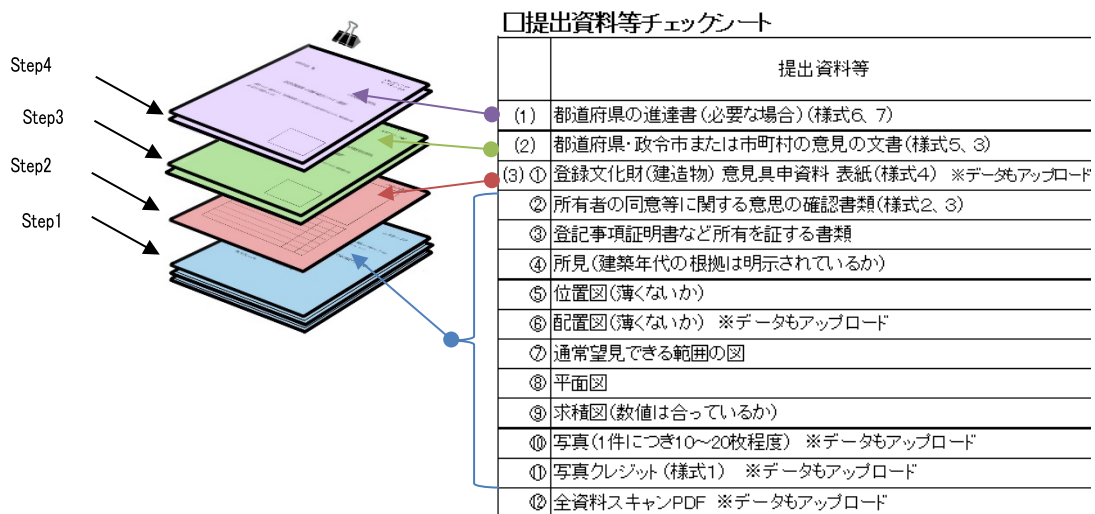 □提出資料等チェックシート
提出資料等
Step4
Step3
Step2
Step1
(1) 都道府県の進達書(必要な場合)(様式6、7)
(2) 都道府県・政令市または市町村の意見の文書(様式5、3)
(3) ① 登録文化財(建造物) 意見具申資料 表紙(様式4) ※データもアップロード
② 所有者の同意等に関する意思の確認書類(様式2、3)
③ 登記事項証明書など所有を証する書類
④ 所見(建築年代の根拠は明示されているか)
⑤ 位置図(薄くないか)
⑥ 配置図(薄くないか) ※データもアップロード
⑦ 通常望見できる範囲の図
⑧ 平面図
⑨ 求積図(数値は合っているか)
⑩ 写真(1件につき10～20枚程度) ※データもアップロード
⑪ 写真クレジット(様式1) ※データもアップロード
⑫ 全資料スキャンPDF ※データもアップロード